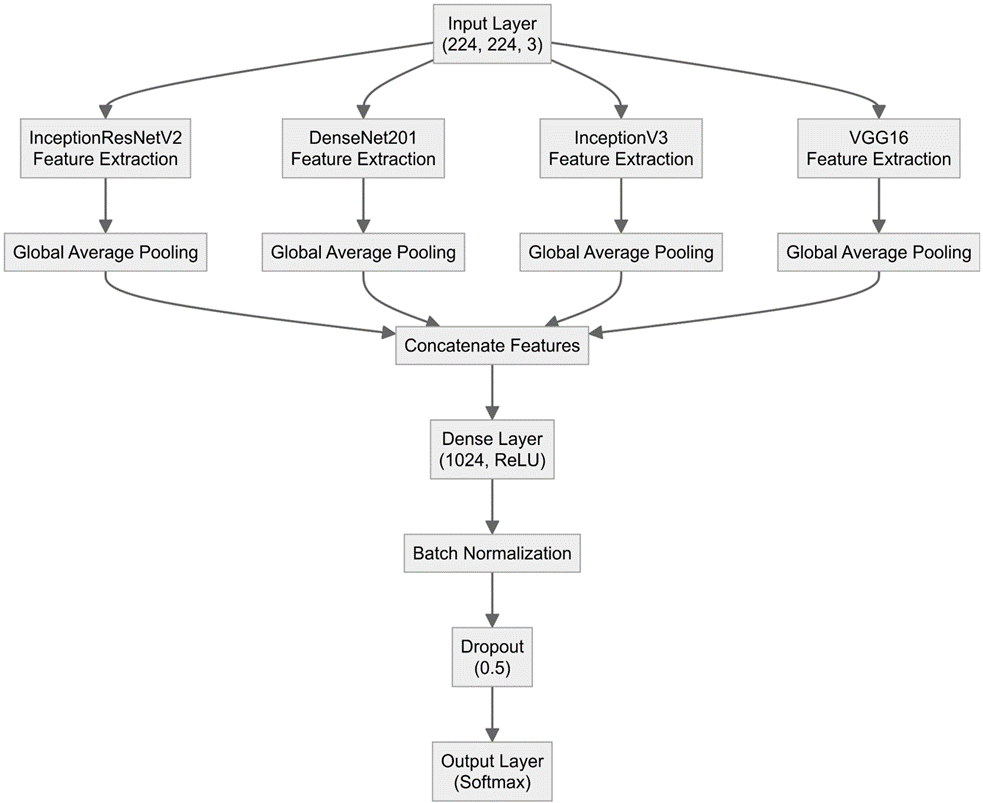 Input Layer
(224, 224, 3)
InceptionResNetV2
Feature Extraction
DenseNet201
Feature Extraction
InceptionV3
Feature Extraction
VGG16
Feature Extraction
Global Average Pooling
Global Average Pooling
Global Average Pooling
Global Average Pooling
Concatenate Features
Dense Layer
(1024, ReLU)
Batch Normalization
Dropout
(0.5)
Output Layer
(Softmax)